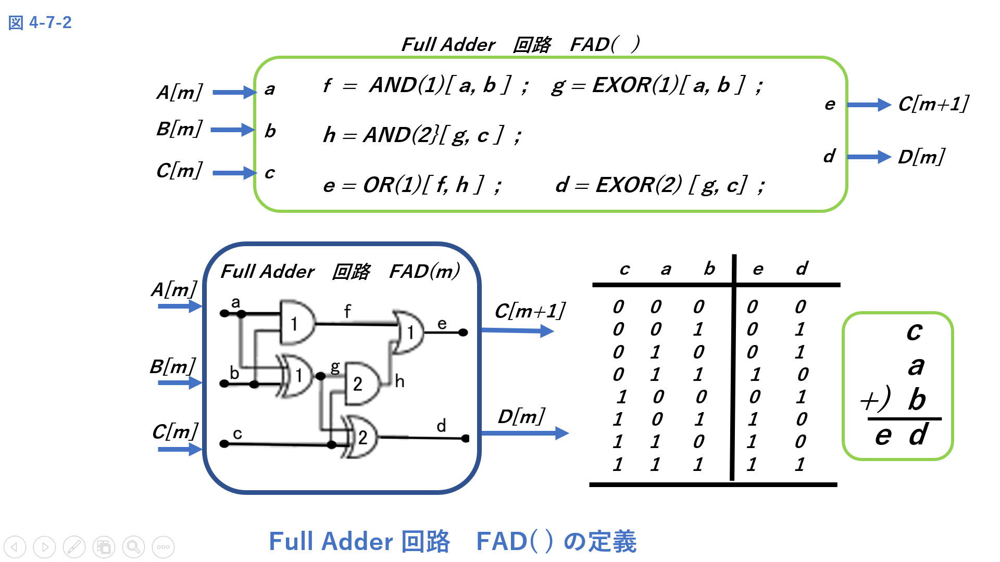 図 4-7-2
Full Adder 回路 FAD( )
A[m] a f = AND(1)[ a, b ] ; g = EXOR(1)[ a, b ] ;
e C[m+1]
B[m] b h = AND(2}[ g, c ] ;
d D[m]
C[m] c e = OR(1)[ f, h ] ; d = EXOR(2) [ g, c] ;
Full Adder 回路 FAD(m)
A[m]
a
1
f
1
e
C[m+1]
B[m]
b
1
g
2
h
C[m]
c
2
d
D[m]
c a b e d
0 0 0 0 0
0 0 1 0 1
0 1 0 0 1
0 1 1 1 0
1 0 0 0 1
1 0 1 1 0
1 1 0 1 0
1 1 1 1 1
c
a
+) b
e d
Full Adder 回路 FAD( ) の定義